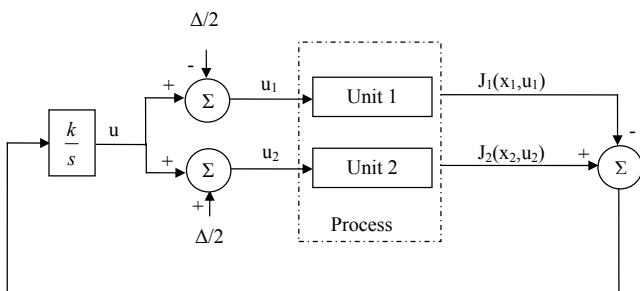 Δ/2
-
+
Σ
u₁
Unit 1
J₁(x₁,u₁)
-
k
s
u
+
Σ
+
u₂
Unit 2
J₂(x₂,u₂)
+
Σ
Δ/2
Process